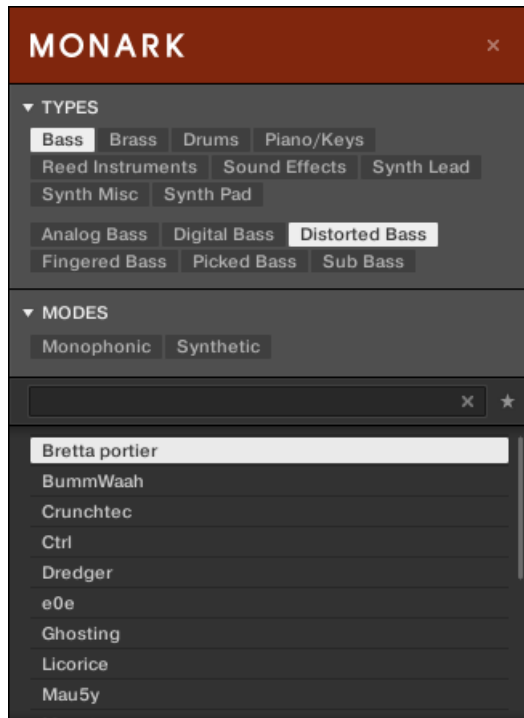 MONARK
TYPES
Bass Brass Drums Piano/Keys
Reed Instruments Sound Effects Synth Lead
Synth Misc Synth Pad
Analog Bass Digital Bass Distorted Bass
Fingered Bass Picked Bass Sub Bass
MODES
Monophonic Synthetic
Bretta portier
BummWaah
Crunchtec
Ctrl
Dredger
e0e
Ghosting
Licorice
Mau5y